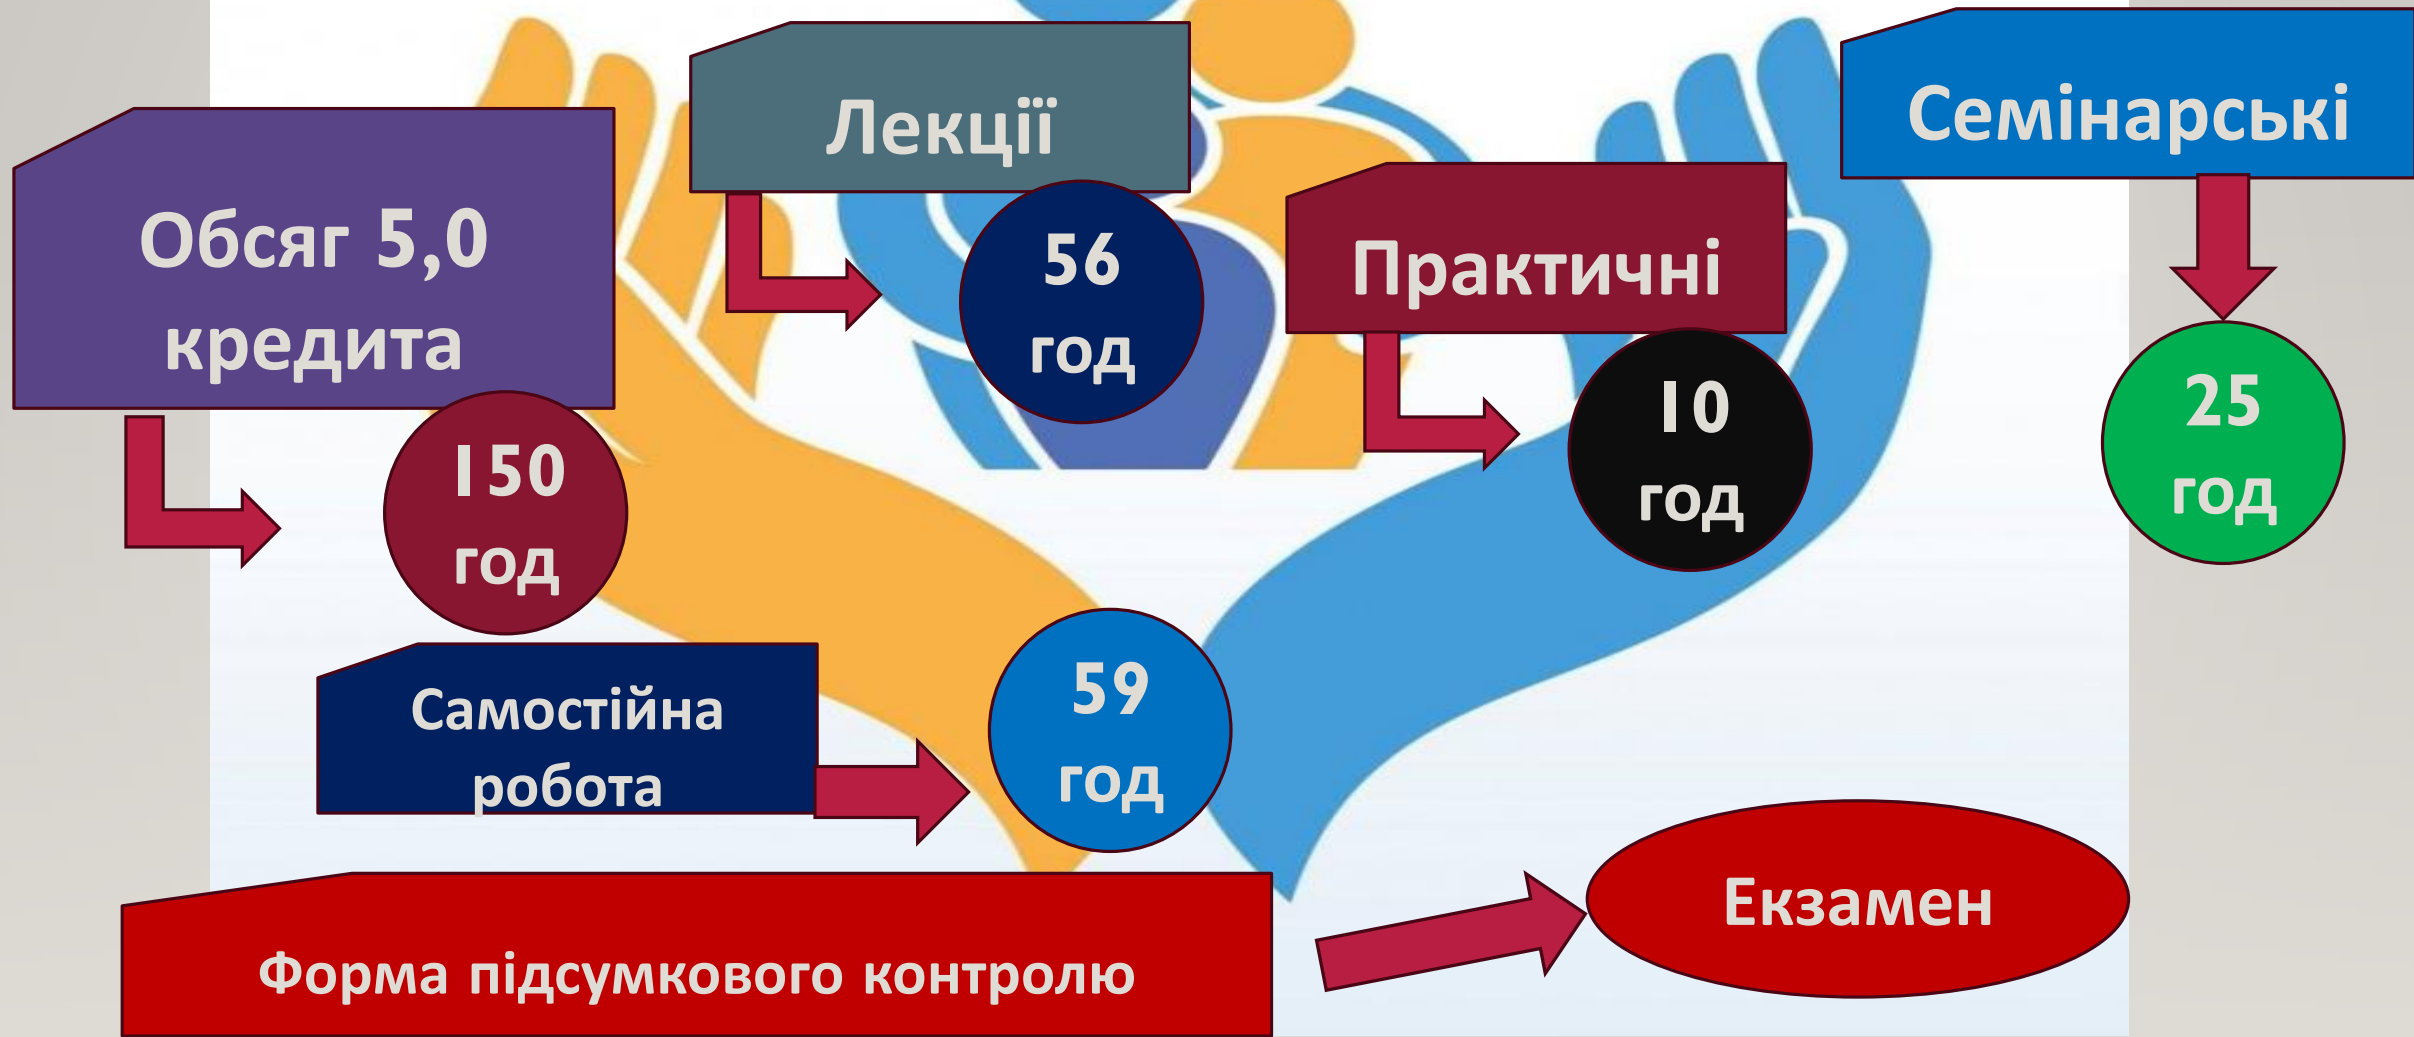 Обсяг 5,0
кредита
150
год
Лекції
56
год
Практичні
10
год
Семінарські
25
год
Самостійна
робота
59
год
Форма підсумкового контролю
Екзамен